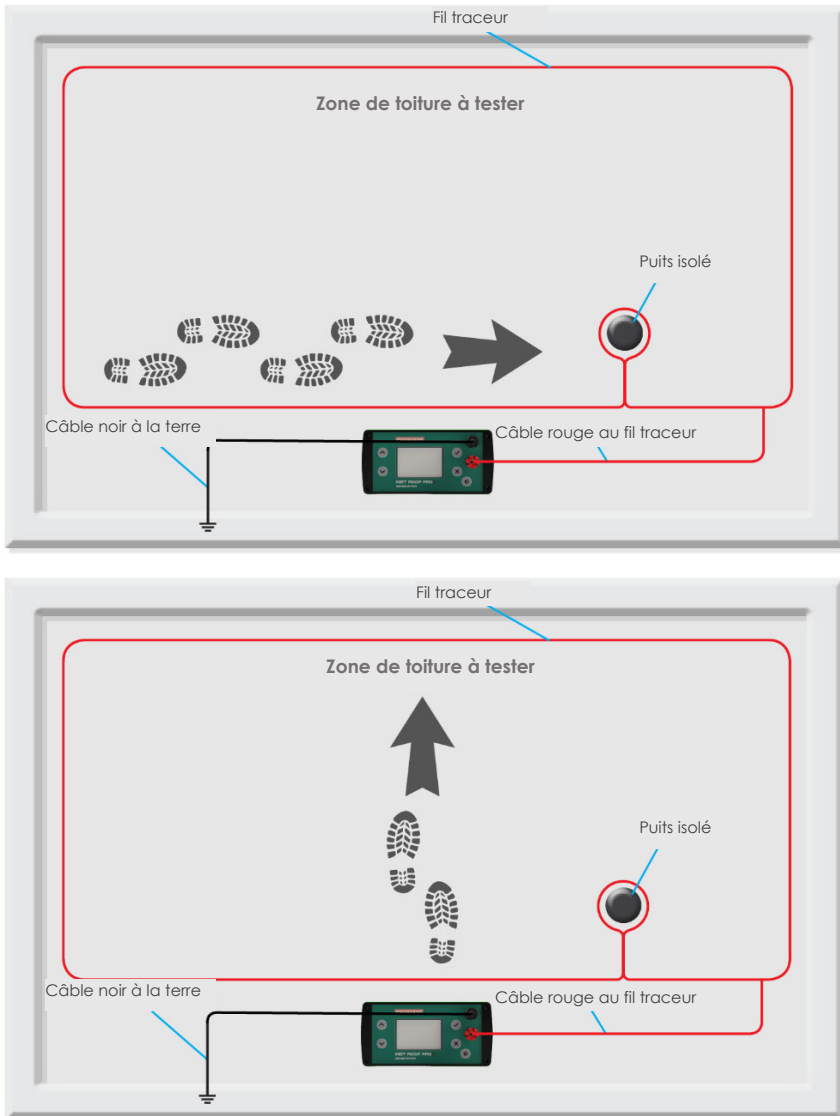 Fil traceur
Zone de toiture à tester
Puits isolé
Câble noir à la terre
Câble rouge au fil traceur
Fil traceur
Zone de toiture à tester
Puits isolé
Câble noir à la terre
Câble rouge au fil traceur